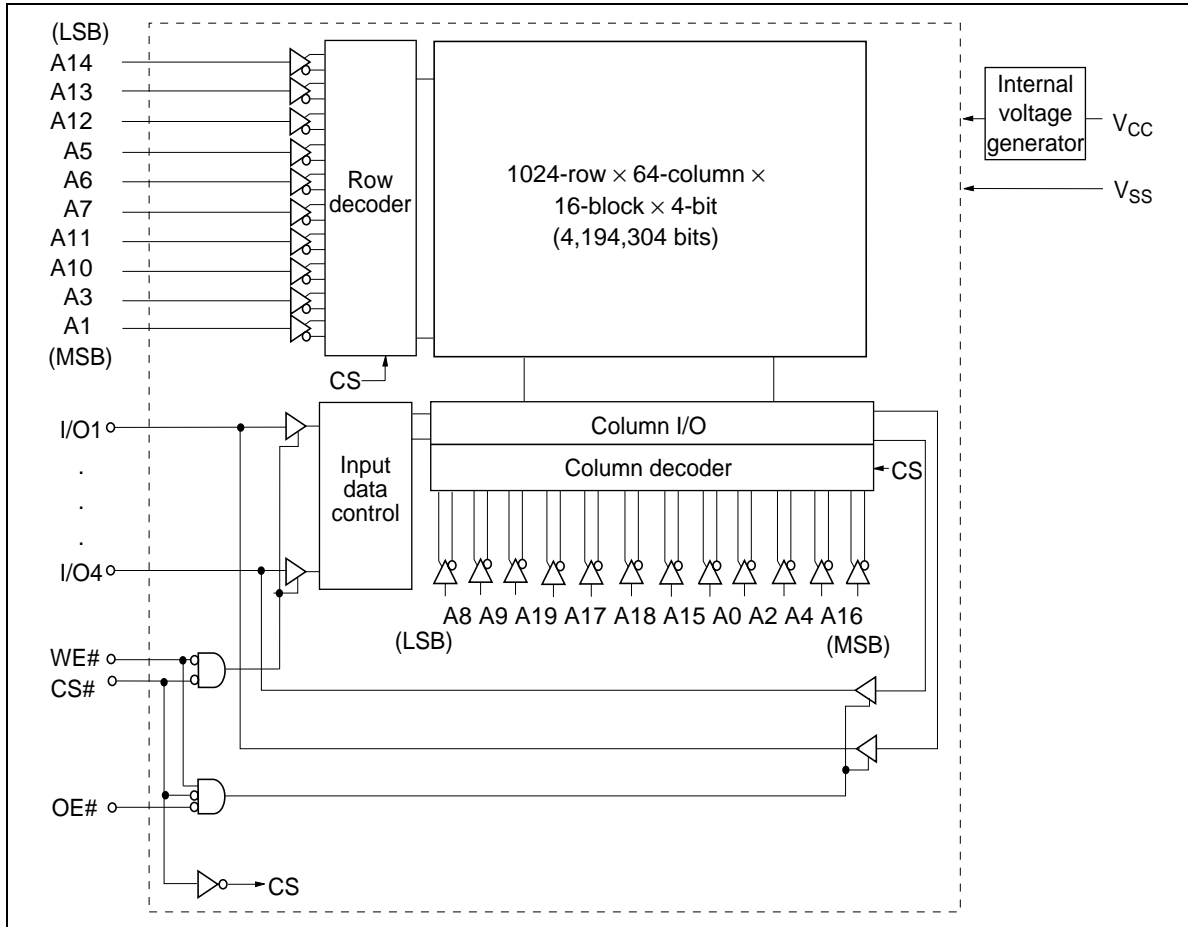 (LSB)
A14
A13
A12
A5
A6
A7
A11
A10
A3
A1
(MSB)
Row
decoder
CS
1024-row × 64-column ×
16-block × 4-bit
(4,194,304 bits)
Internal
voltage
generator
VCC
VSS
I/O1
.
.
.
I/O4
Input
data
control
Column I/O
Column decoder
CS
A8 A9 A19 A17 A18 A15 A0 A2 A4 A16
(LSB) (MSB)
WE#
CS#
OE#
CS